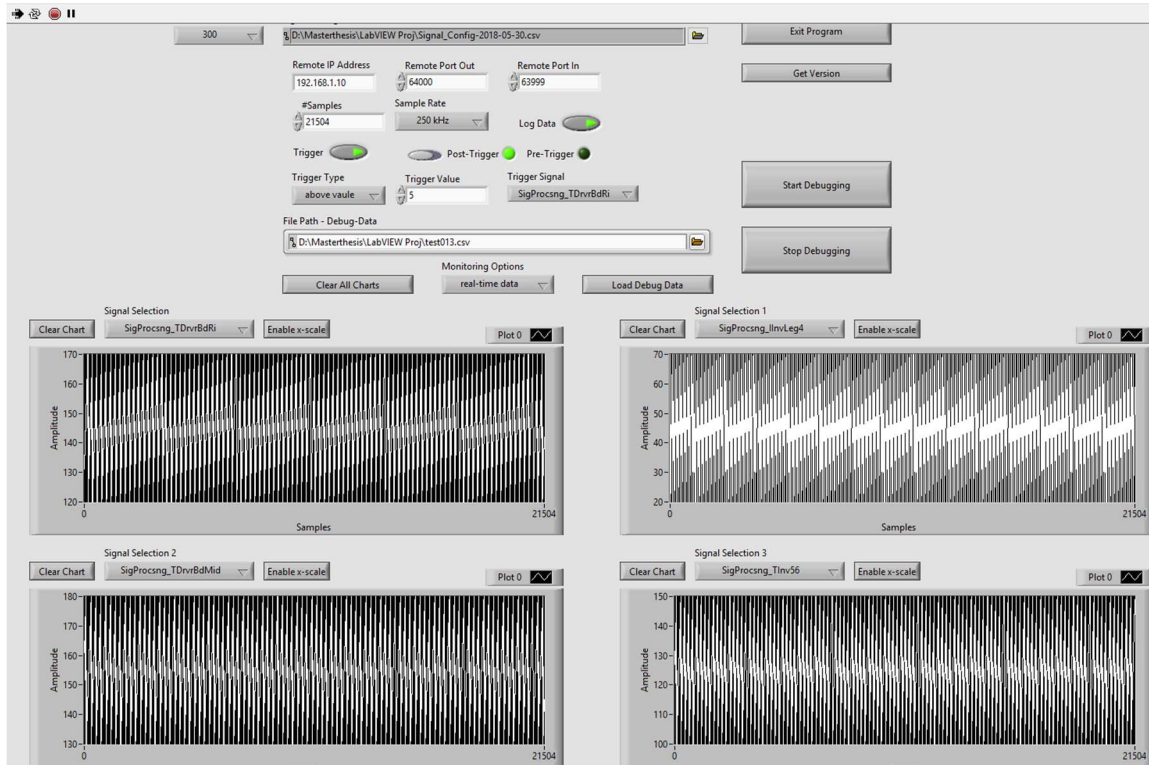 300
D:\Masterthesis\LabVIEW Proj\Signal_Config-2018-05-30.csv
Exit Program
Remote IP Address Remote Port Out Remote Port In
192.168.1.10 64000 63999
Get Version
#Samples Sample Rate
21504 250 kHz Log Data
Trigger Post-Trigger Pre-Trigger
Trigger Type Trigger Value Trigger Signal
above vaule 5 SigProcsng_TDrvrBdRi
Start Debugging
File Path - Debug-Data
D:\Masterthesis\LabVIEW Proj\test013.csv
Stop Debugging
Monitoring Options
Clear All Charts real-time data Load Debug Data
Signal Selection
Clear Chart SigProcsng_TDrvrBdRi Enable x-scale
Plot 0
170
160
150
140
130
120
Amplitude
0 21504
Samples
Signal Selection 1
Clear Chart SigProcsng_IInvLeg4 Enable x-scale
Plot 0
70
60
50
40
30
20
Amplitude
0 21504
Samples
Signal Selection 2
Clear Chart SigProcsng_TDrvrBdMid Enable x-scale
Plot 0
180
170
160
150
140
130
Amplitude
0 21504
Signal Selection 3
Clear Chart SigProcsng_TInv56 Enable x-scale
Plot 0
150
140
130
120
110
100
Amplitude
0 21504